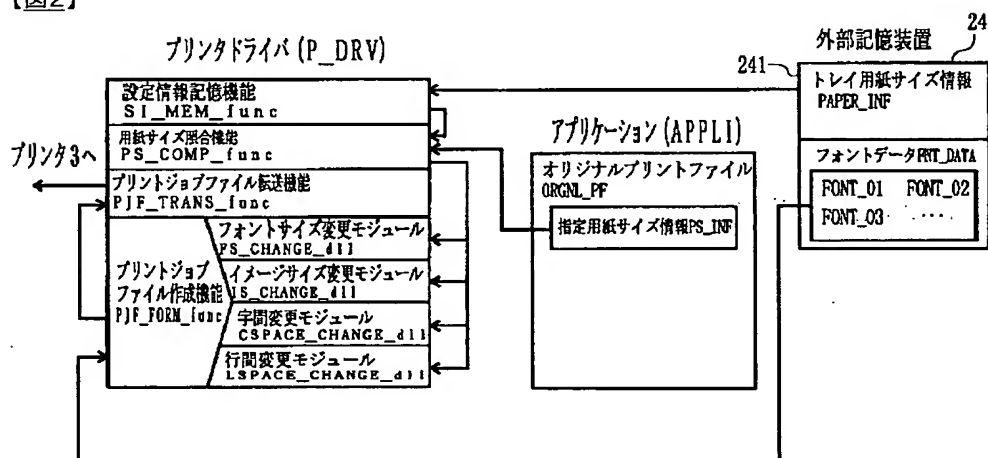 【図2】
プリンタドライバ(P_DRV)
設定情報記憶機能
SI_MEM_func
用紙サイズ照合機能
PS_COMP_func
プリンタ3へ
プリントジョブファイル転送機能
PJF_TRANS_func
フォントサイズ変更モジュール
FS_CHANGE_dll
プリントジョブ
ファイル作成機能
PJF_FORM_func
イメージサイズ変更モジュール
IS_CHANGE_dll
字間変更モジュール
CSPACE_CHANGE_dll
行間変更モジュール
LSPACE_CHANGE_dll
アプリケーション(APPLI)
オリジナルプリントファイル
ORGNL_PF
指定用紙サイズ情報PS_INF
24
外部記憶装置
241
トレイ用紙サイズ情報
PAPER_INF
フォントデータFNT_DATA
FONT_01 FONT_02
FONT_03 ‥‥